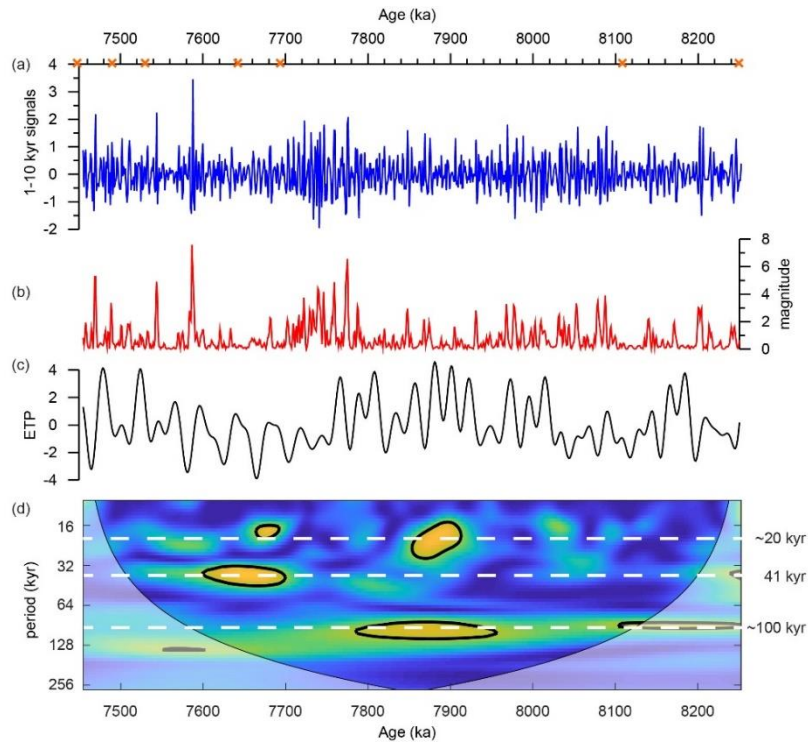 Age (ka)
7500 7600 7700 7800 7900 8000 8100 8200
(a)
4
3
2
1
0
-1
-2
1-10 kyr signals
8
6
4
2
0
magnitude
(b)
(c)
4
2
0
-2
-4
ETP
(d)
16
32
64
128
256
period (kyr)
~20 kyr
41 kyr
~100 kyr
7500 7600 7700 7800 7900 8000 8100 8200
Age (ka)